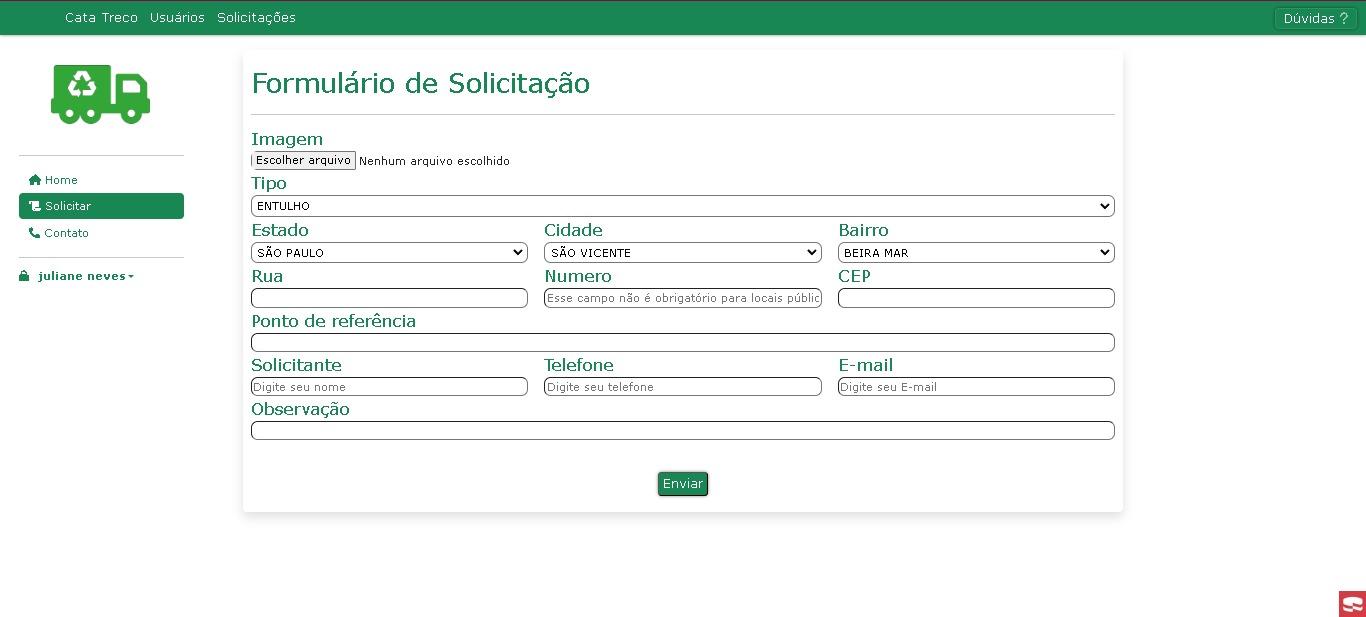 Cata Treco Usuários Solicitações Dúvidas ?
Home
Solicitar
Contato
juliane neves
Formulário de Solicitação
Imagem
Escolher arquivo Nenhum arquivo escolhido
Tipo
ENTULHO
Estado Cidade Bairro
SÃO PAULO SÃO VICENTE BEIRA MAR
Rua Numero CEP
Esse campo não é obrigatório para locais públic
Ponto de referência
Solicitante Telefone E-mail
Digite seu nome Digite seu telefone Digite seu E-mail
Observação
Enviar